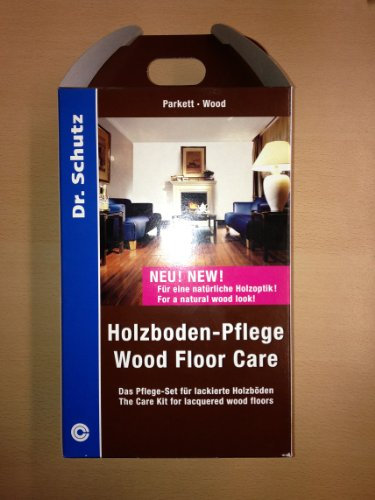 Parkett · Wood
Dr. Schutz
NEU! NEW!
Für eine natürliche Holzoptik!
For a natural wood look!
Holzboden-Pflege
Wood Floor Care
Das Pflege-Set für lackierte Holzböden
The Care Kit for lacquered wood floors